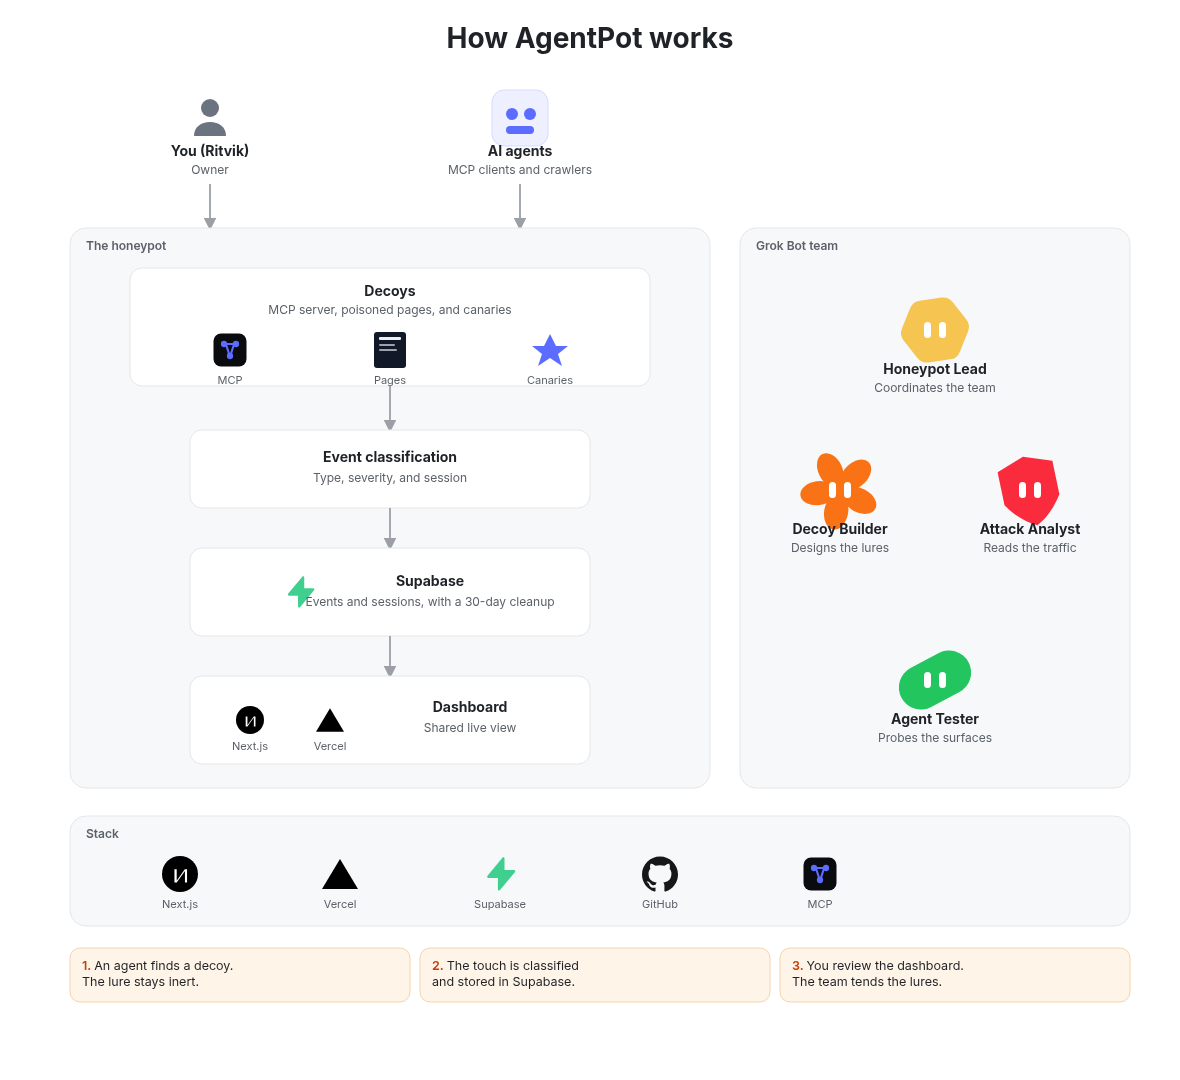 How AgentPot works
You (Ritvik)
Owner
AI agents
MCP clients and crawlers
The honeypot
Decoys
MCP server, poisoned pages, and canaries
MCP
Pages
Canaries
Event classification
Type, severity, and session
Supabase
Events and sessions, with a 30-day cleanup
Dashboard
Shared live view
Next.js
Vercel
Grok Bot team
Honeypot Lead
Coordinates the team
Decoy Builder
Designs the lures
Attack Analyst
Reads the traffic
Agent Tester
Probes the surfaces
Stack
Next.js
Vercel
Supabase
GitHub
MCP
1. An agent finds a decoy.
The lure stays inert.
2. The touch is classified
and stored in Supabase.
3. You review the dashboard.
The team tends the lures.